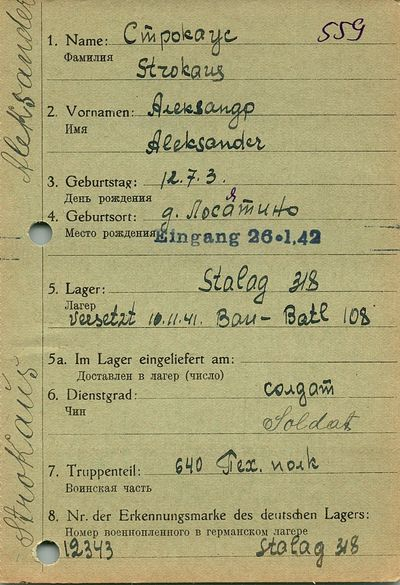 559
1. Name: Строкаус
Фамилия
Strokaus
2. Vornamen: Александр
Имя
Aleksander
3. Geburtstag: 12.7.3.
День рождения
4. Geburtsort: д. Лосятино
Место рождения
Eingang 26.1.42
5. Lager: Stalag 318
Лагер
Versetzt 10.11.41. Bau-Batl 108
5a. Im Lager eingeliefert am:
Доставлен в лагер (число)
6. Dienstgrad: солдат
Чин
Soldat
7. Truppenteil: 640 Пех. полк
Воинская часть
8. Nr. der Erkennungsmarke des deutschen Lagers:
Номер военнопленного в германском лагере
12343 Stalag 318
Strokaus Aleksander